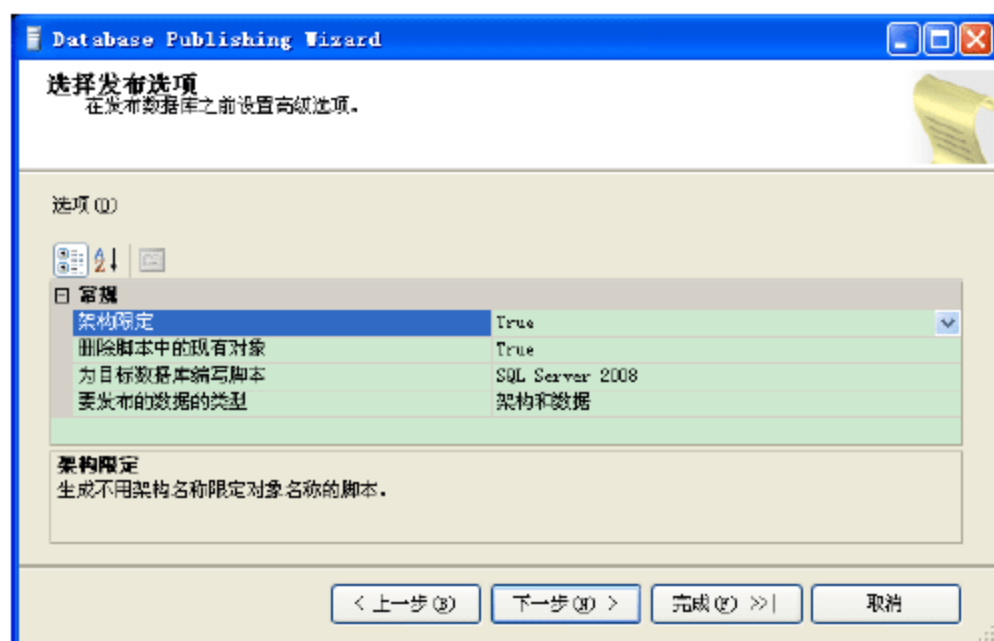 Database Publishing Wizard
选择发布选项
在发布数据库之前设置高级选项。
选项(O)
常规
架构限定 True
删除脚本中的现有对象 True
为目标数据库编写脚本 SQL Server 2008
要发布的数据的类型 架构和数据
架构限定
生成不用架构名称限定对象名称的脚本。
< 上一步(B) 下一步(N) > 完成(F) >>| 取消